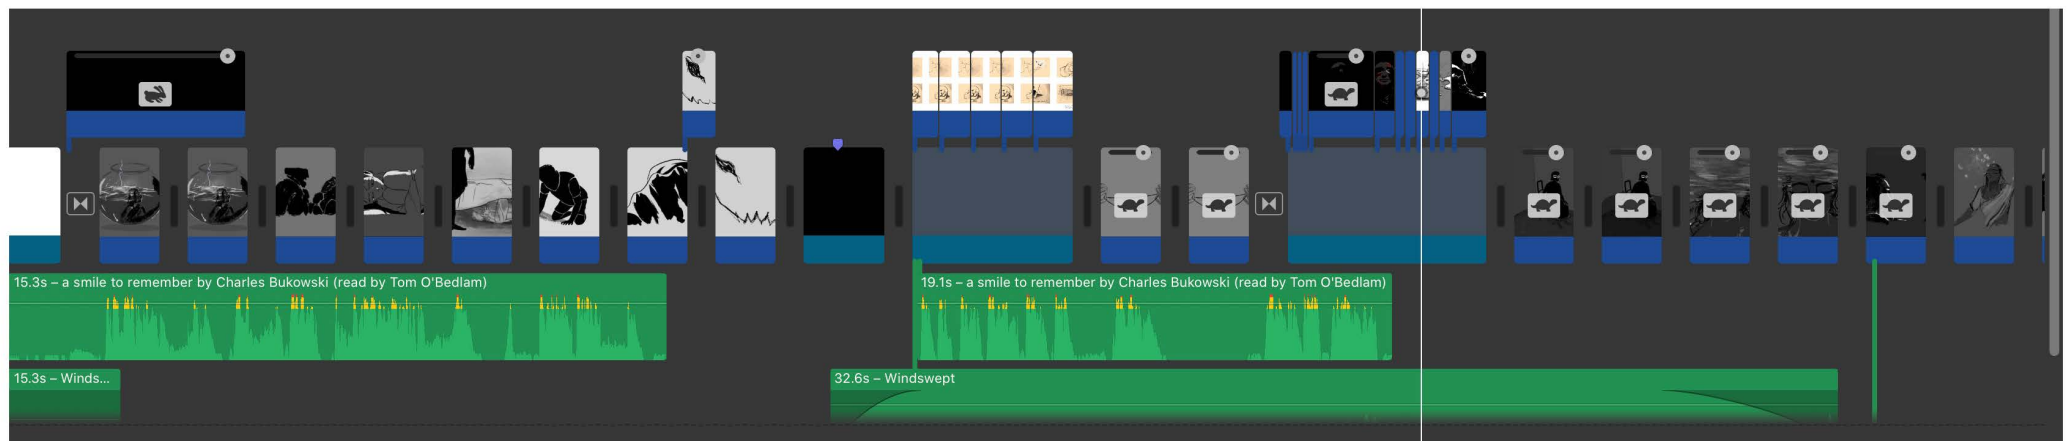 15.3s – a smile to remember by Charles Bukowski (read by Tom O'Bedlam)
19.1s – a smile to remember by Charles Bukowski (read by Tom O'Bedlam)
15.3s – Winds...
32.6s – Windswept